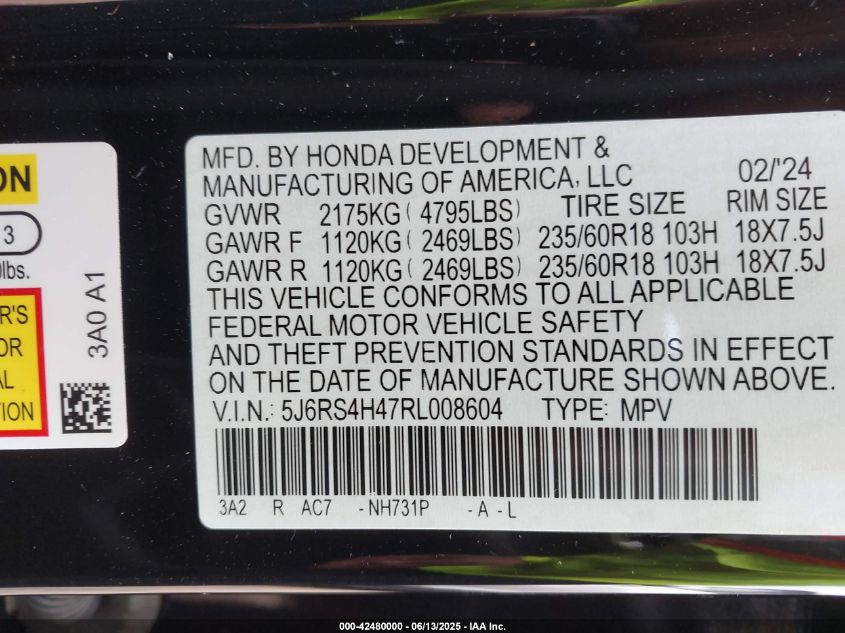 ON
3
lbs.
'S
OR
AL
TION
3A0 A1
MFD. BY HONDA DEVELOPMENT &
MANUFACTURING OF AMERICA, LLC 02/'24
GVWR 2175KG ( 4795LBS) TIRE SIZE RIM SIZE
GAWR F 1120KG ( 2469LBS) 235/60R18 103H 18X7.5J
GAWR R 1120KG ( 2469LBS) 235/60R18 103H 18X7.5J
THIS VEHICLE CONFORMS TO ALL APPLICABLE
FEDERAL MOTOR VEHICLE SAFETY
AND THEFT PREVENTION STANDARDS IN EFFECT
ON THE DATE OF MANUFACTURE SHOWN ABOVE.
V.I.N.: 5J6RS4H47RL008604 TYPE: MPV
3A2 R AC7 -NH731P -A -L
000-42480000 - 06/13/2025 - IAA Inc.